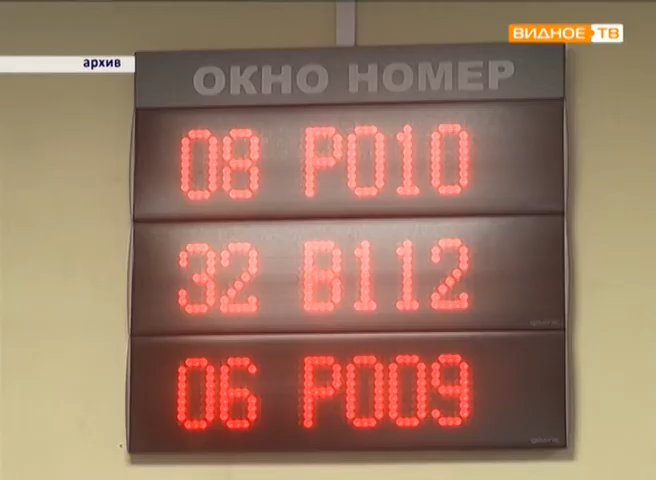 ВИДНОЕ ТВ
архив
ОКНО НОМЕР
08 Р010
32 В112
06 Р009